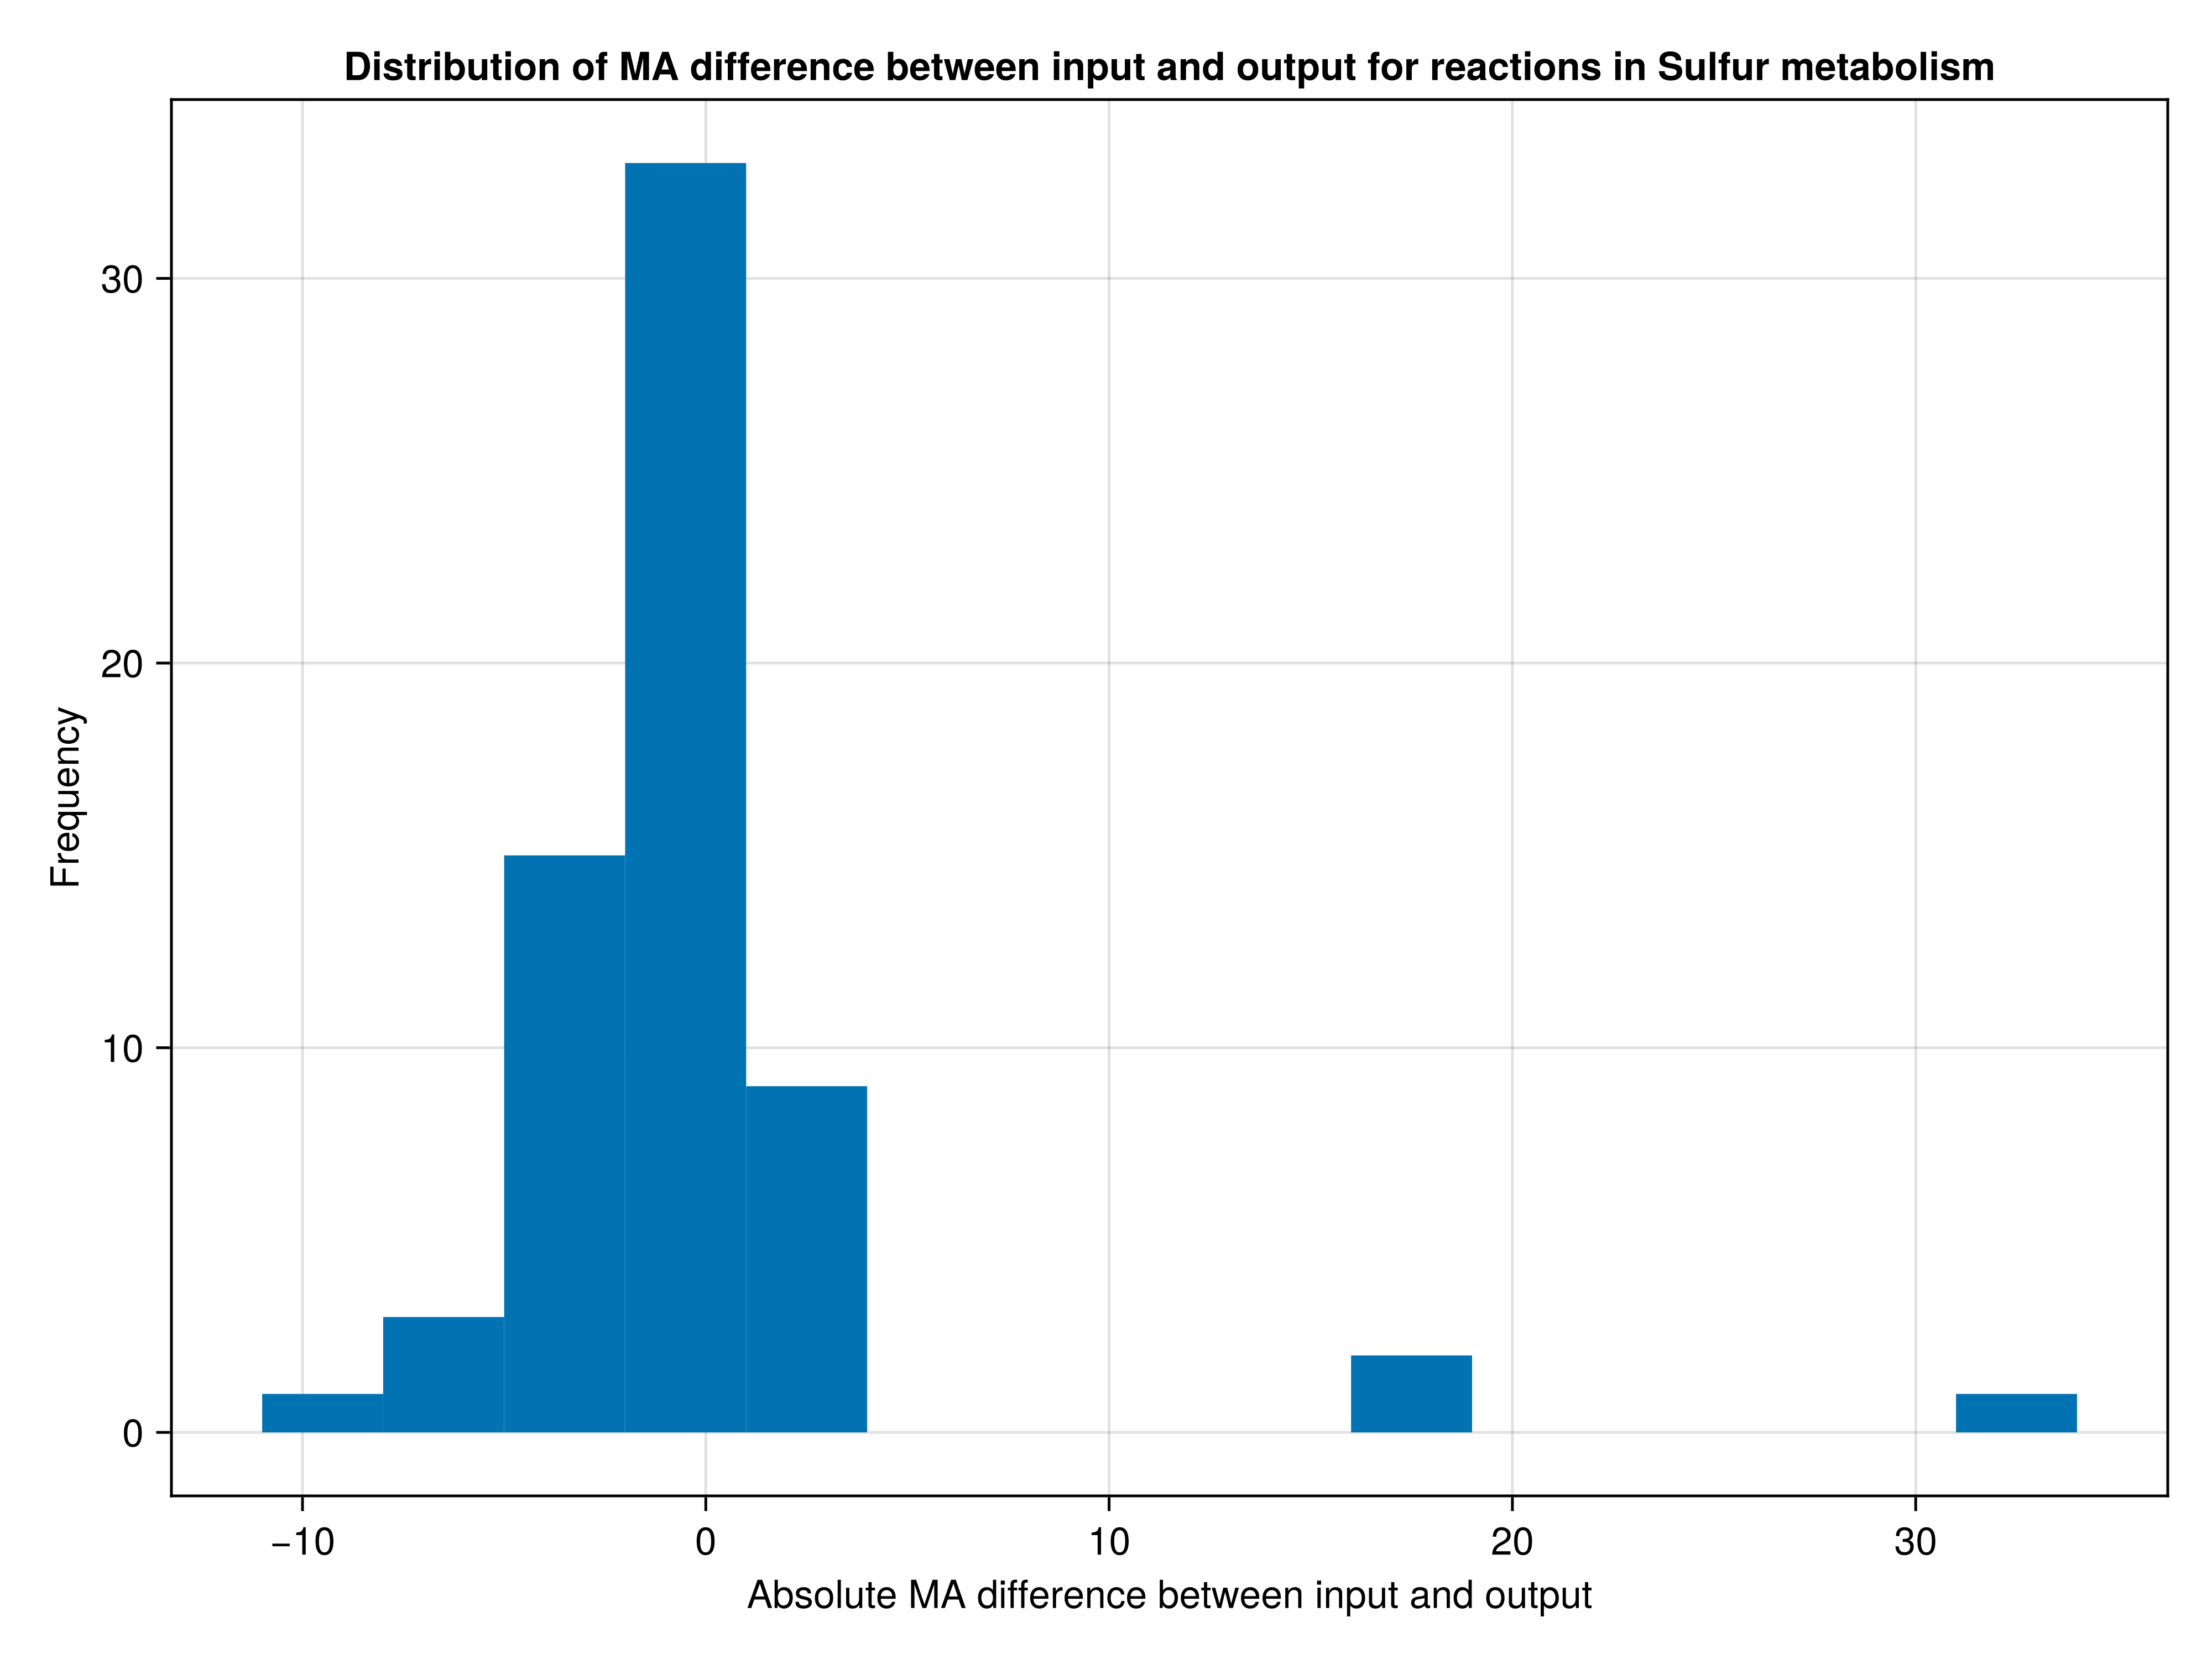 Distribution of MA difference between input and output for reactions in Sulfur metabolism
30
20
10
0
Frequency
−10 0 10 20 30
Absolute MA difference between input and output